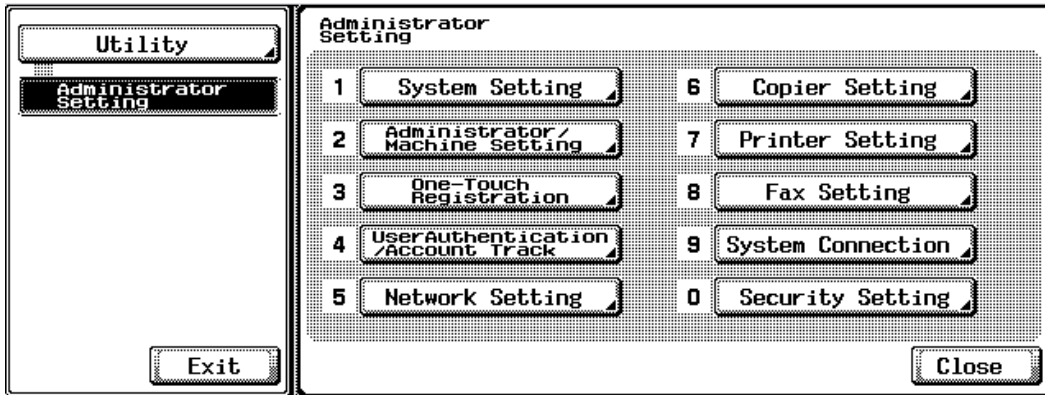 Utility
Administrator
Setting
Exit
Administrator
Setting
1 System Setting
2 Administrator/
Machine Setting
3 One-Touch
Registration
4 UserAuthentication
/Account Track
5 Network Setting
6 Copier Setting
7 Printer Setting
8 Fax Setting
9 System Connection
0 Security Setting
Close